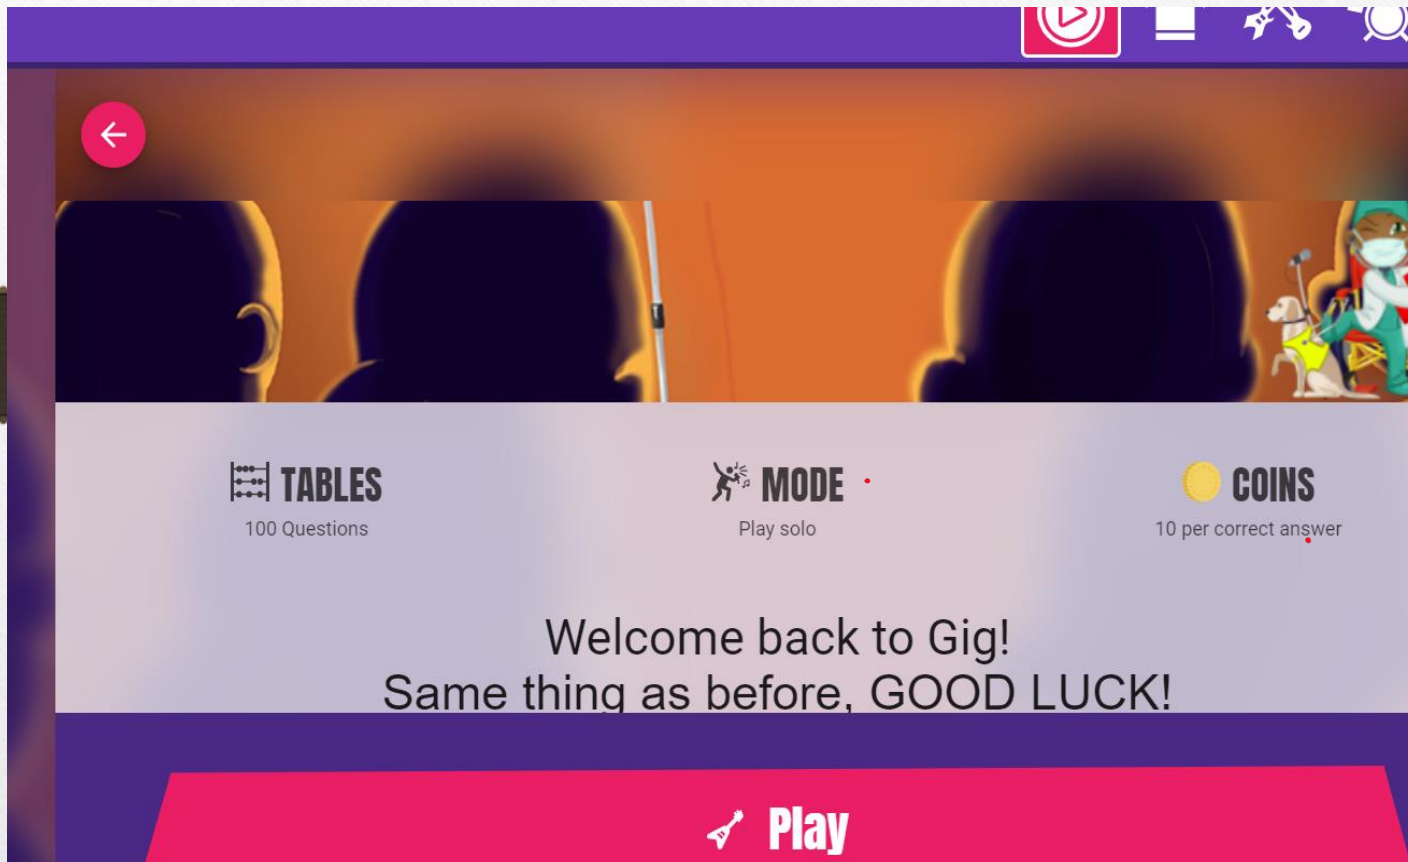 TABLES
100 Questions
MODE
Play solo
COINS
10 per correct answer
Welcome back to Gig!
Same thing as before, GOOD LUCK!
Play